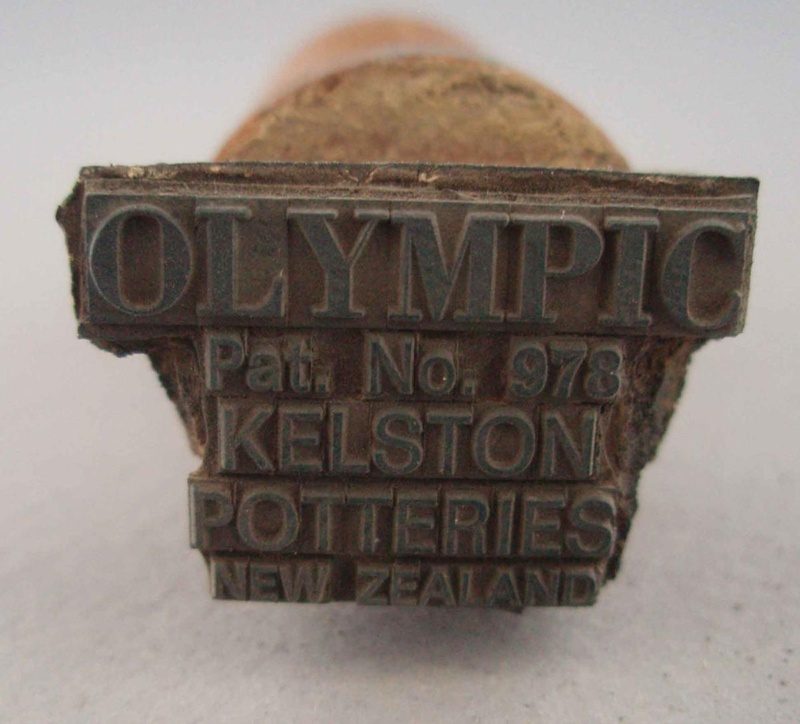 OLYMPIC
Pat. No. 978
KELSTON
POTTERIES
NEW ZEALAND